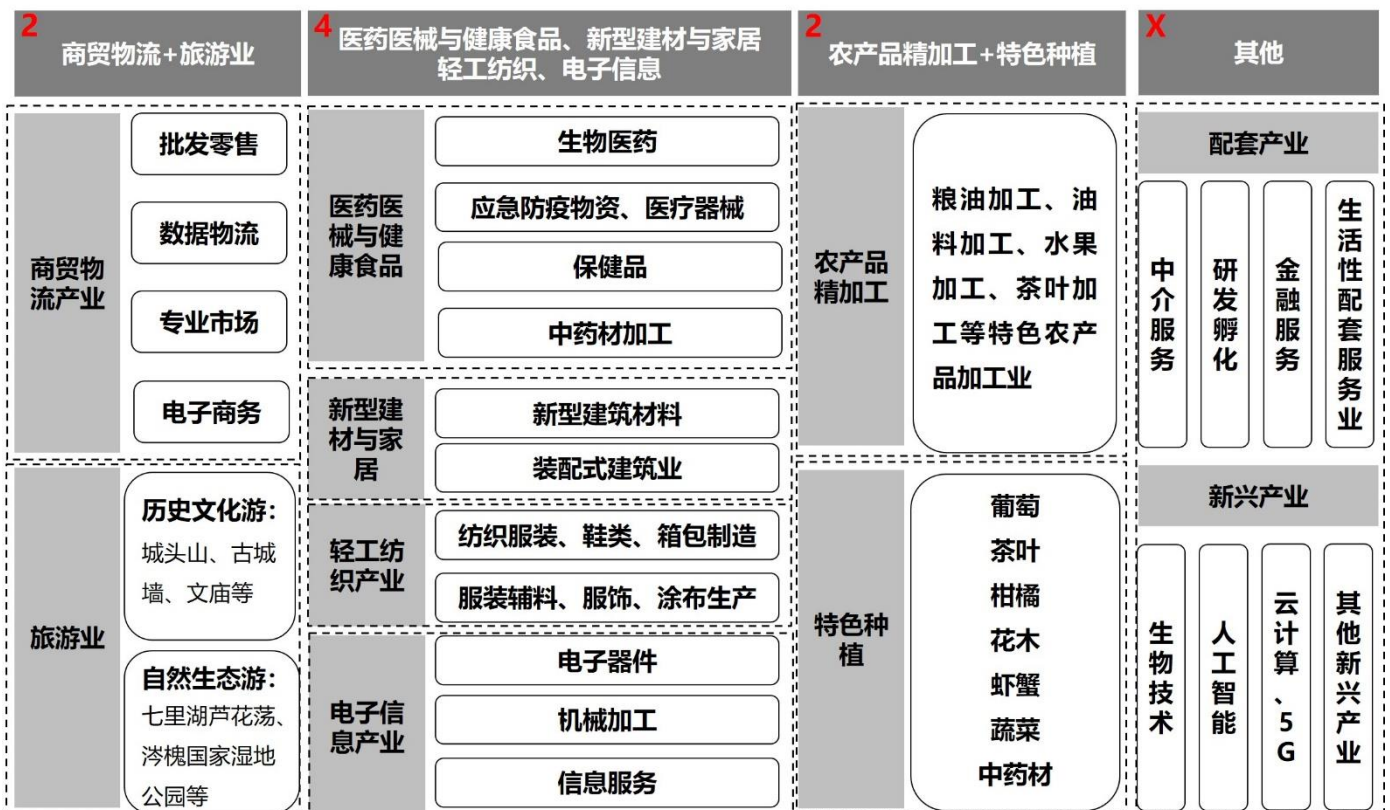 2
商贸物流+旅游业
商贸物
流产业
批发零售
数据物流
专业市场
电子商务
旅游业
历史文化游：
城头山、古城
墙、文庙等
自然生态游：
七里湖芦花荡、
涔槐国家湿地
公园等
4
医药医械与健康食品、新型建材与家居
轻工纺织、电子信息
医药医
械与健
康食品
生物医药
应急防疫物资、医疗器械
保健品
中药材加工
新型建
材与家
居
新型建筑材料
装配式建筑业
轻工纺
织产业
纺织服装、鞋类、箱包制造
服装辅料、服饰、涂布生产
电子信
息产业
电子器件
机械加工
信息服务
2
农产品精加工+特色种植
农产品
精加工
粮油加工、油
料加工、水果
加工、茶叶加
工等特色农产
品加工业
特色种
植
葡萄
茶叶
柑橘
花木
虾蟹
蔬菜
中药材
X
其他
配套产业
中介服务
研发孵化
金融服务
生活性配套服务业
新兴产业
生物技术
人工智能
云计算、5G
其他新兴产业